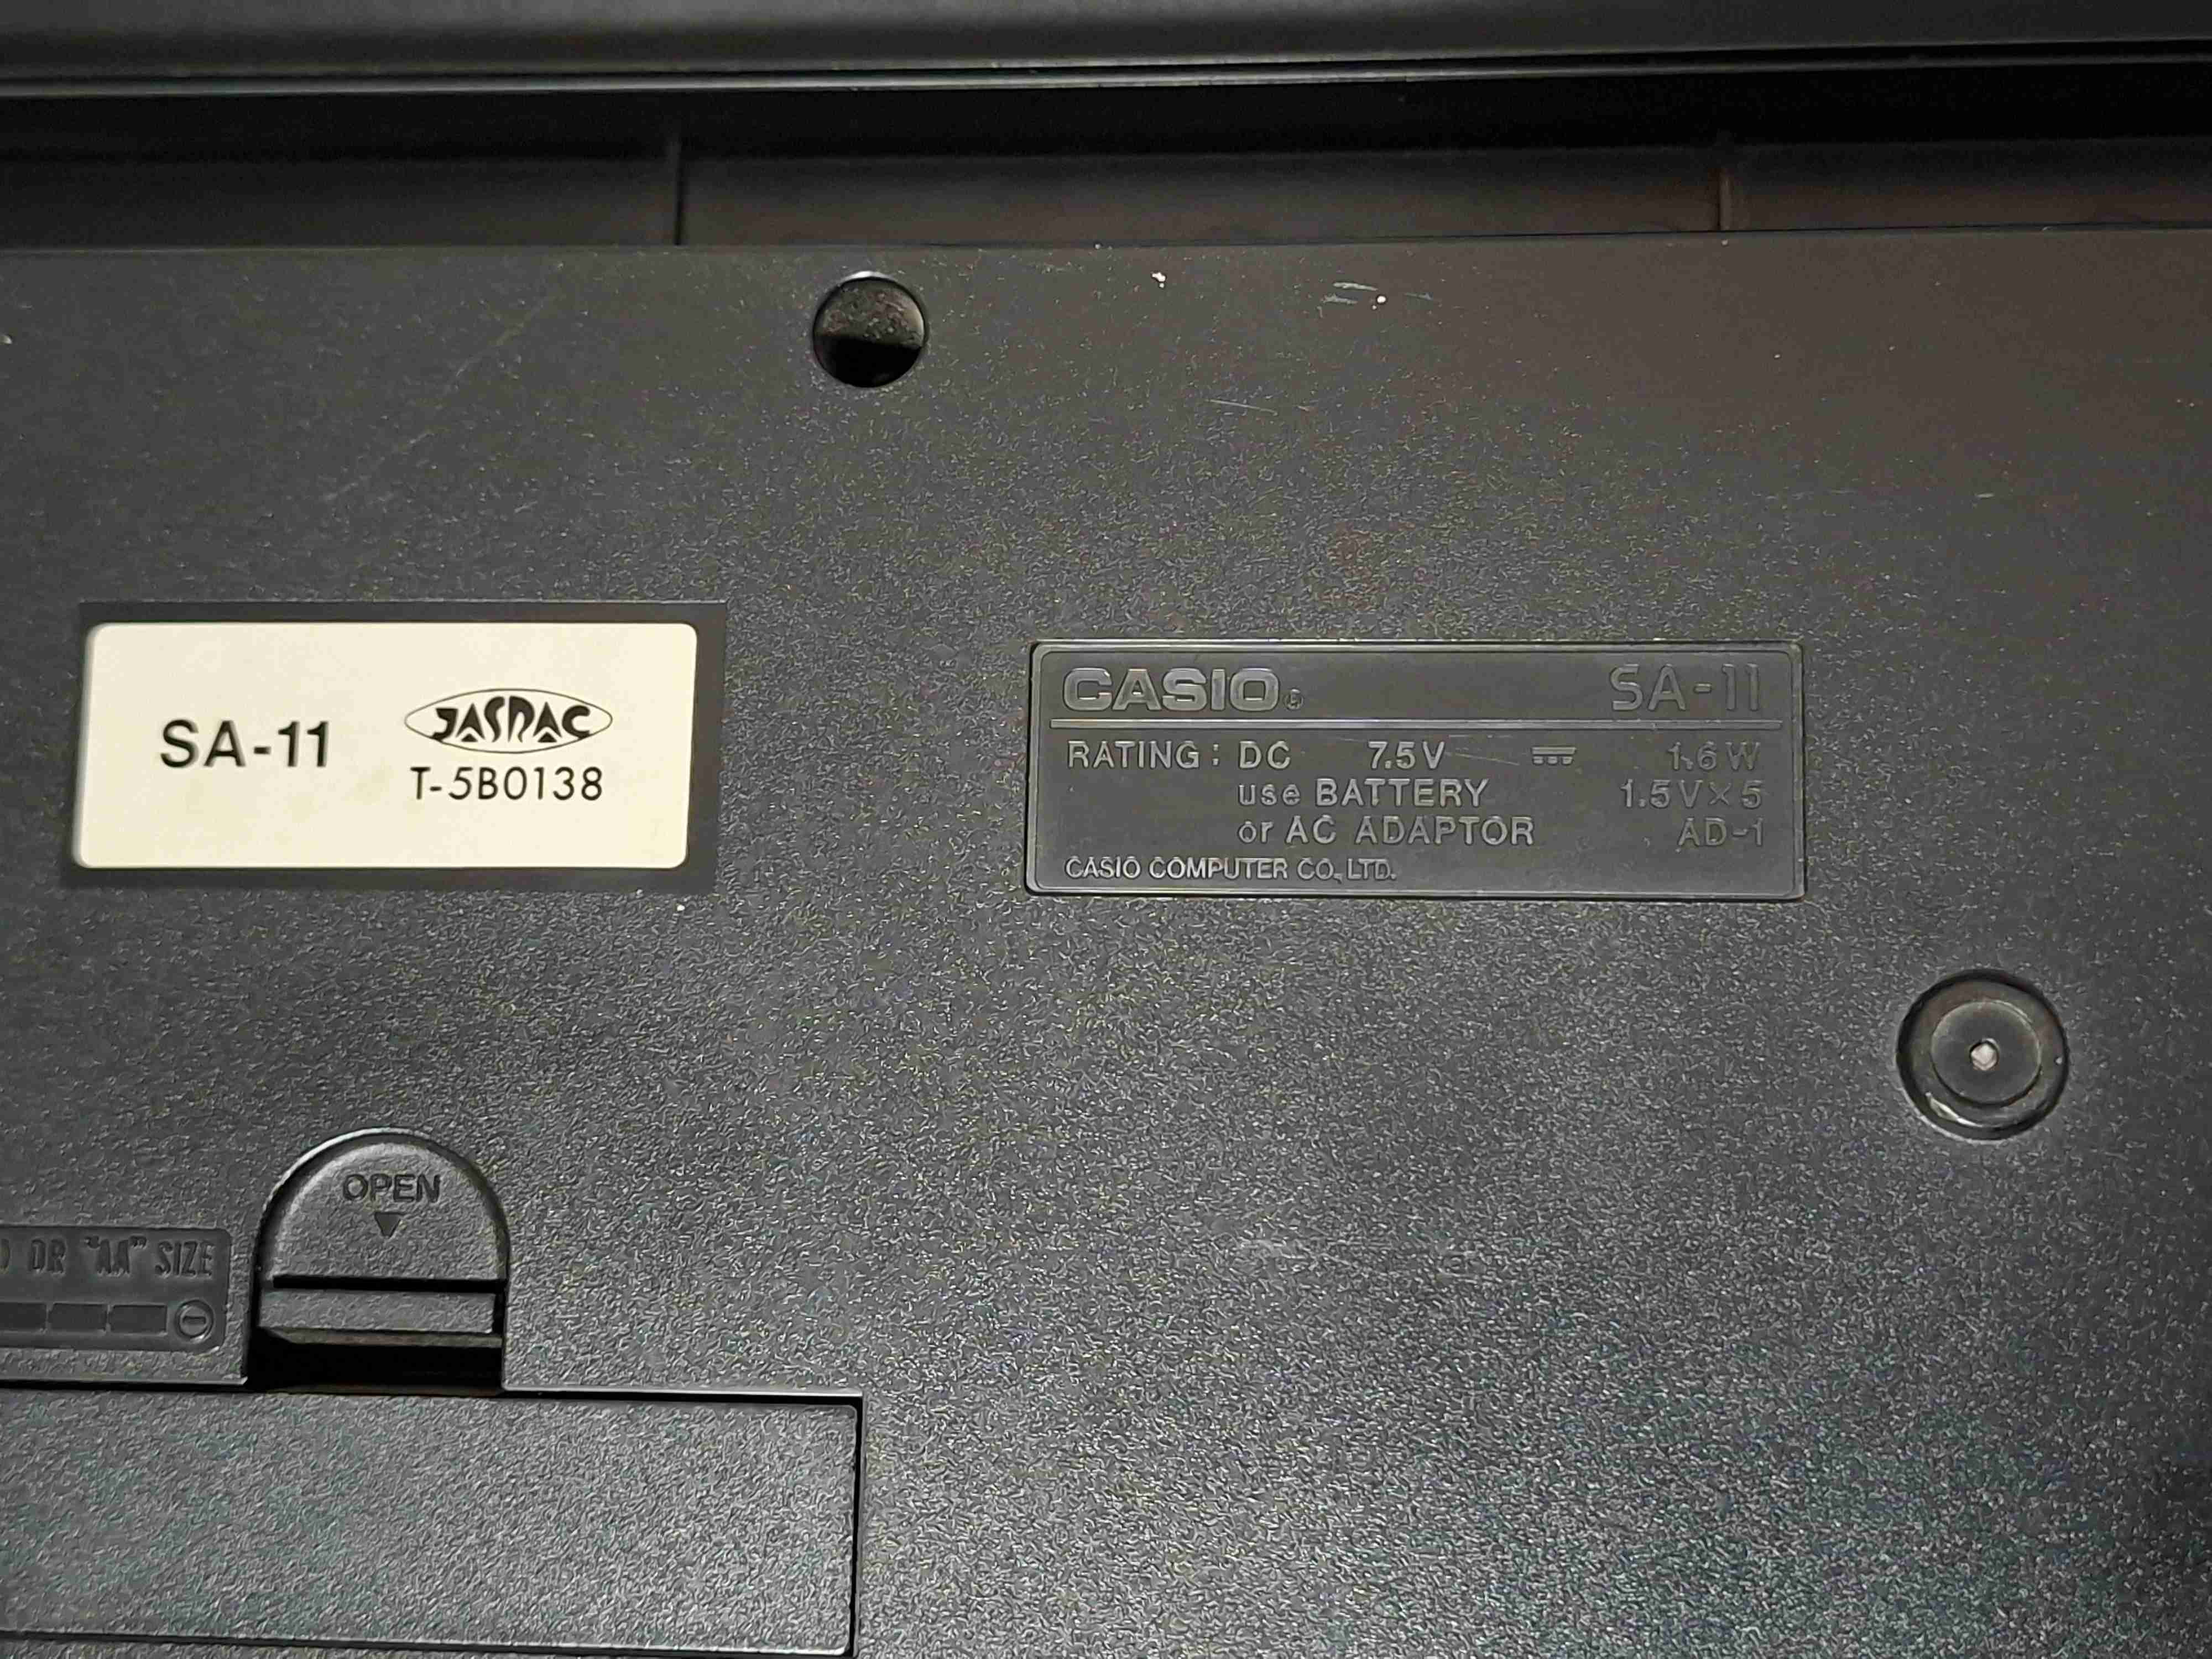 SA-11
JASRAC
T-5B0138
CASIO® SA-11
RATING : DC 7.5V ⎓ 1.6W
use BATTERY 1.5V×5
or AC ADAPTOR AD-1
CASIO COMPUTER CO.,LTD.
OPEN
OR "AA" SIZE